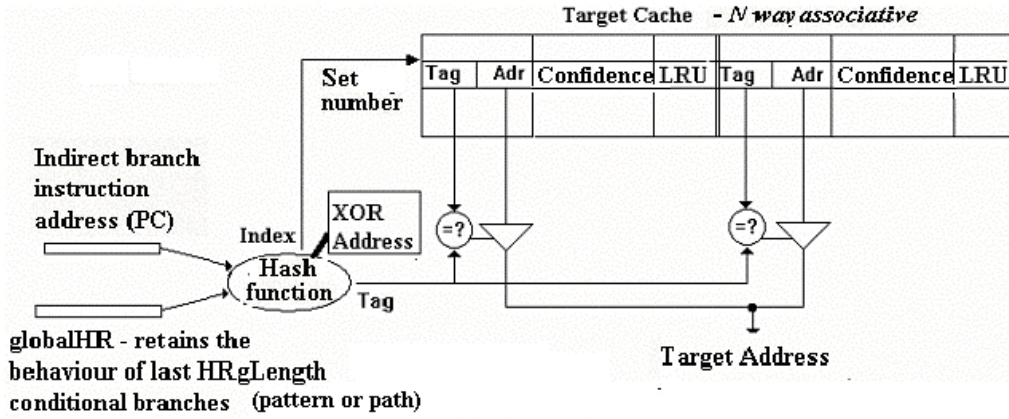 Target Cache - N way associative
Tag Adr Confidence LRU Tag Adr Confidence LRU
Set
number
Indirect branch
instruction
address (PC)
XOR
Address
=?
=?
Index
Hash
function
Tag
globalHR - retains the
behaviour of last HRgLength
conditional branches (pattern or path)
Target Address